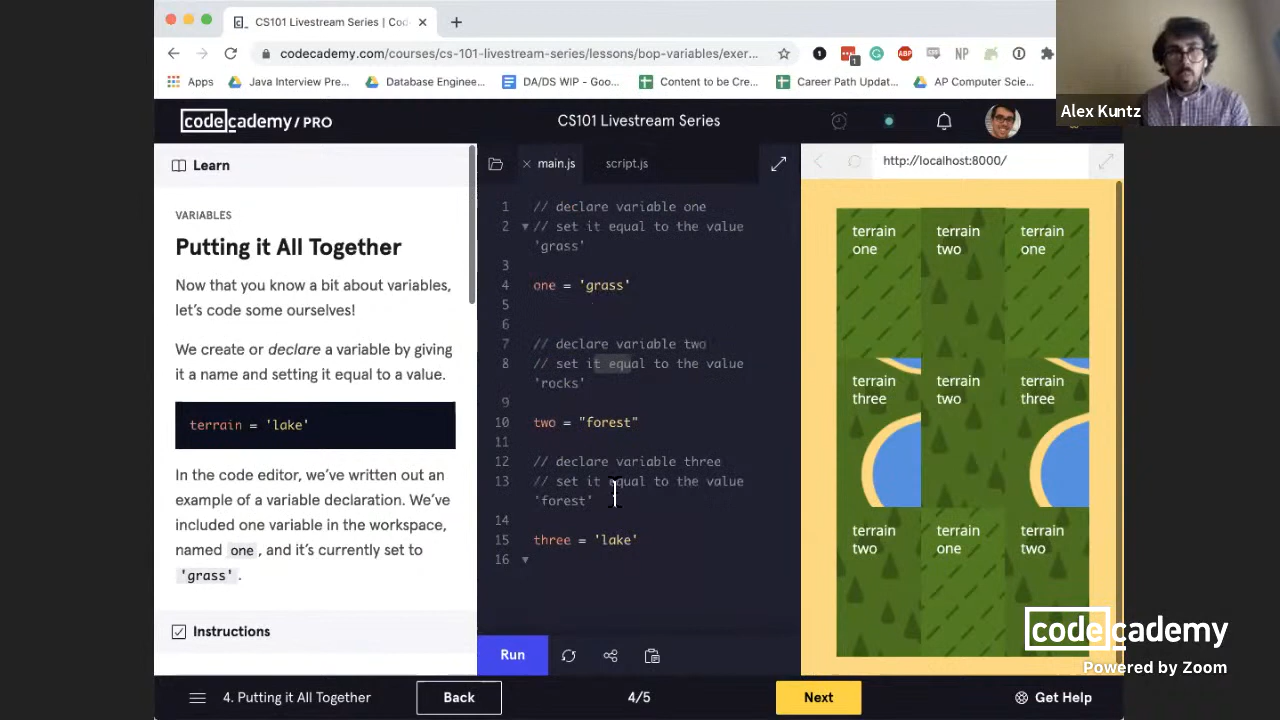 CS101 Livestream Series | Cod
codecademy.com/courses/cs-101-livestream-series/lessons/bop-variables/exer...
1
1
ABP
NP
Apps
Java Interview Pre...
Database Enginee...
DA/DS WIP - Goo...
Content to be Cre...
Career Path Updat...
AP Computer Scie...
Alex Kuntz
codecademy/PRO
CS101 Livestream Series
Learn
VARIABLES
Putting it All Together
Now that you know a bit about variables,
let's code some ourselves!
We create or declare a variable by giving
it a name and setting it equal to a value.
terrain = 'lake'
In the code editor, we've written out an
example of a variable declaration. We've
included one variable in the workspace,
named one , and it's currently set to
'grass' .
Instructions
main.js
script.js
1 // declare variable one
2 // set it equal to the value
'grass'
3
4 one = 'grass'
5
6
7 // declare variable two
8 // set it equal to the value
'rocks'
9
10 two = "forest"
11
12 // declare variable three
13 // set it equal to the value
'forest'
14
15 three = 'lake'
16
Run
http://localhost:8000/
terrain
one
terrain
two
terrain
one
terrain
three
terrain
two
terrain
three
terrain
two
terrain
one
terrain
two
codecademy
Powered by Zoom
4. Putting it All Together
Back
4/5
Next
Get Help